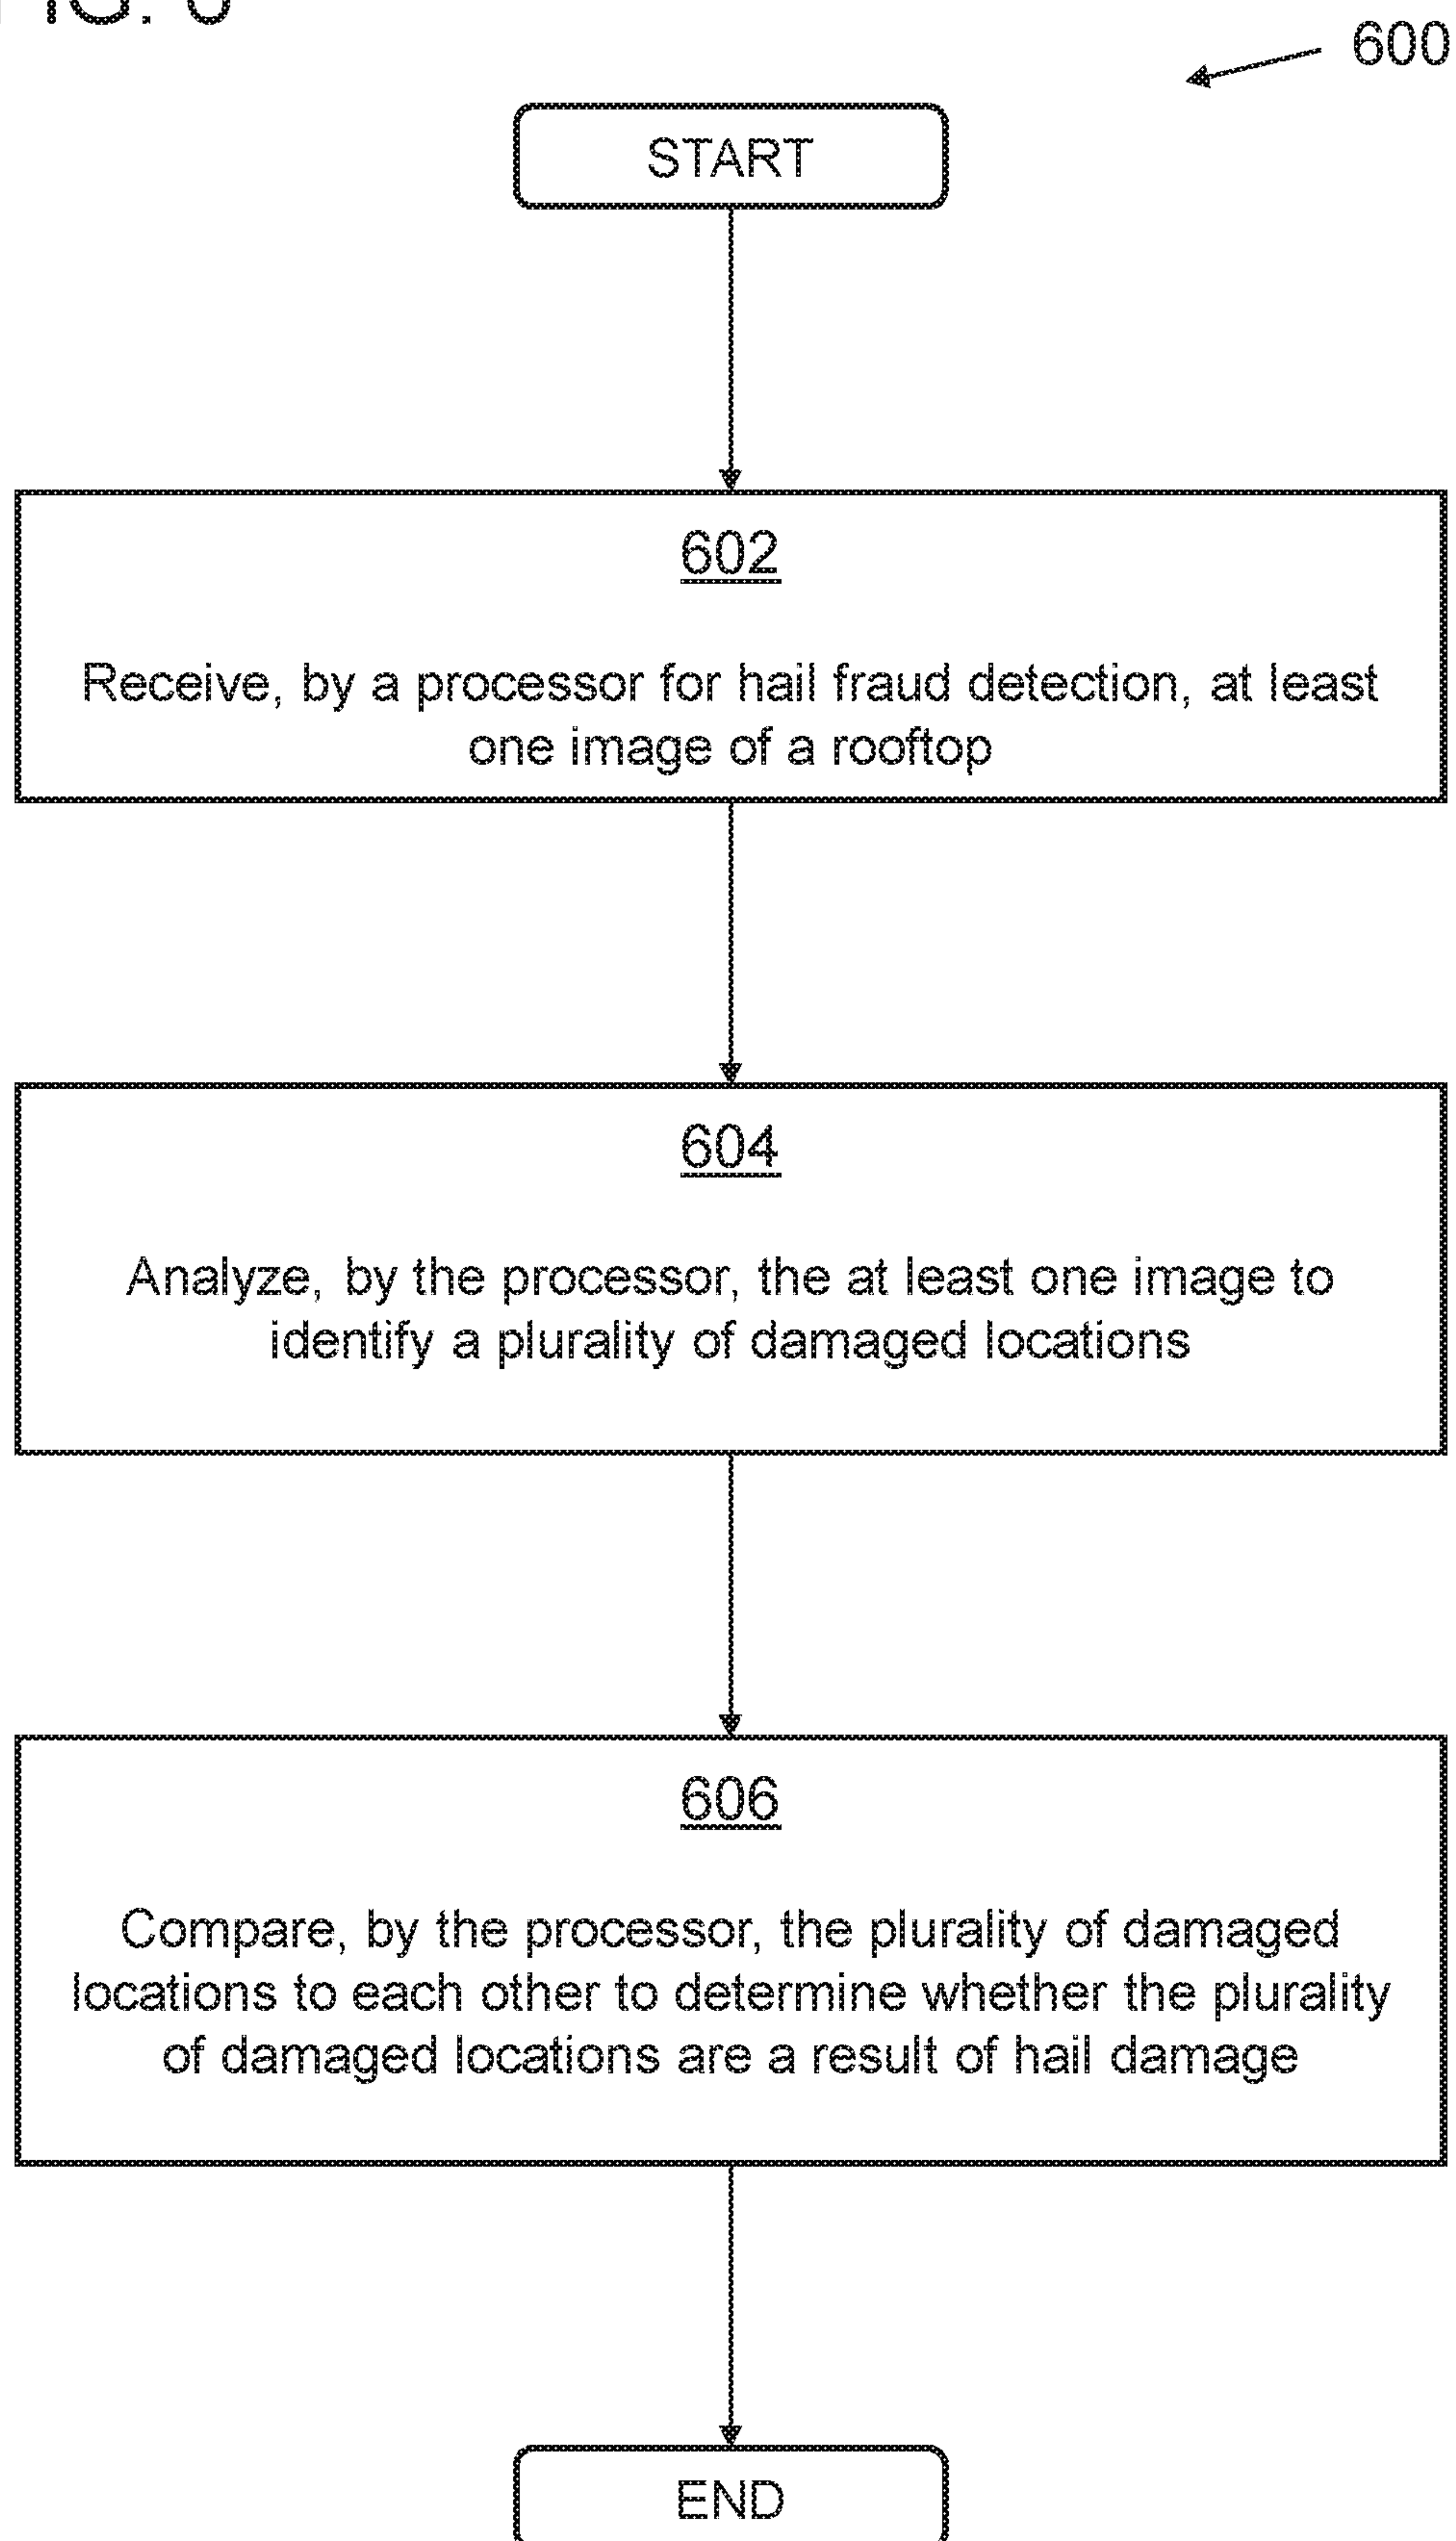 FIG. 6
600
START
602
Receive, by a processor for hail fraud detection, at least
one image of a rooftop
604
Analyze, by the processor, the at least one image to
identify a plurality of damaged locations
606
Compare, by the processor, the plurality of damaged
locations to each other to determine whether the plurality
of damaged locations are a result of hail damage
END